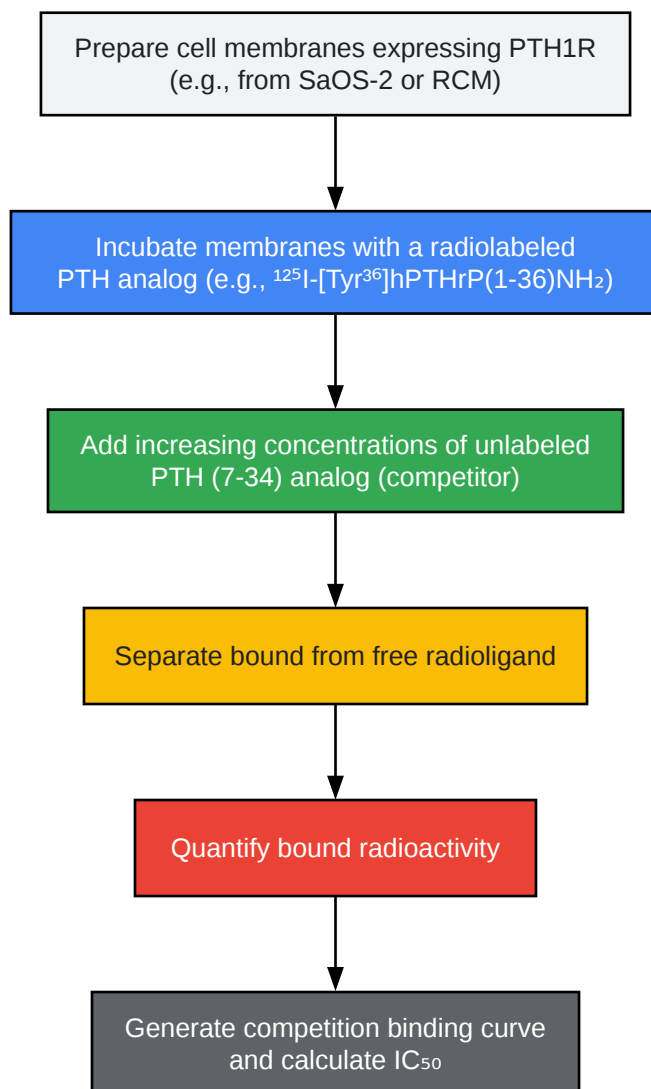 Prepare cell membranes expressing PTH1R
(e.g., from SaOS-2 or RCM)
Incubate membranes with a radiolabeled
PTH analog (e.g., ¹²⁵I-[Tyr³⁶]hPTHrP(1-36)NH₂)
Add increasing concentrations of unlabeled
PTH (7-34) analog (competitor)
Separate bound from free radioligand
Quantify bound radioactivity
Generate competition binding curve
and calculate IC₅₀